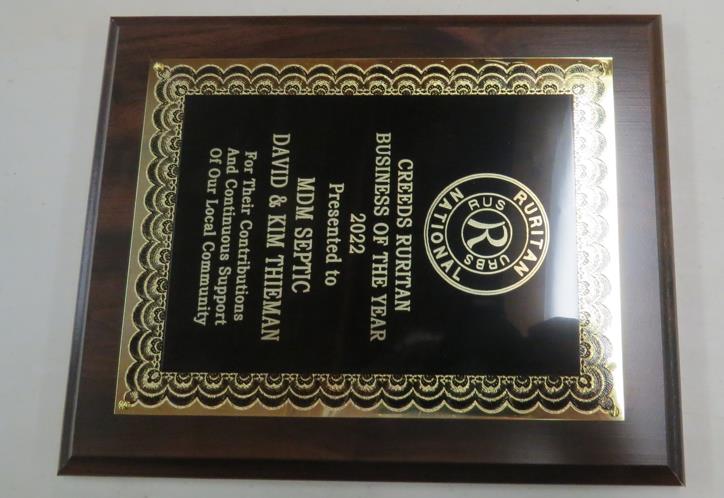 RURITAN
NATIONAL
RUS
R
URBS
CREEDS RURITAN
BUSINESS OF THE YEAR
2022
Presented to
MDM SEPTIC
DAVID & KIM THIEMAN
For Their Contributions
And Continuous Support
Of Our Local Community